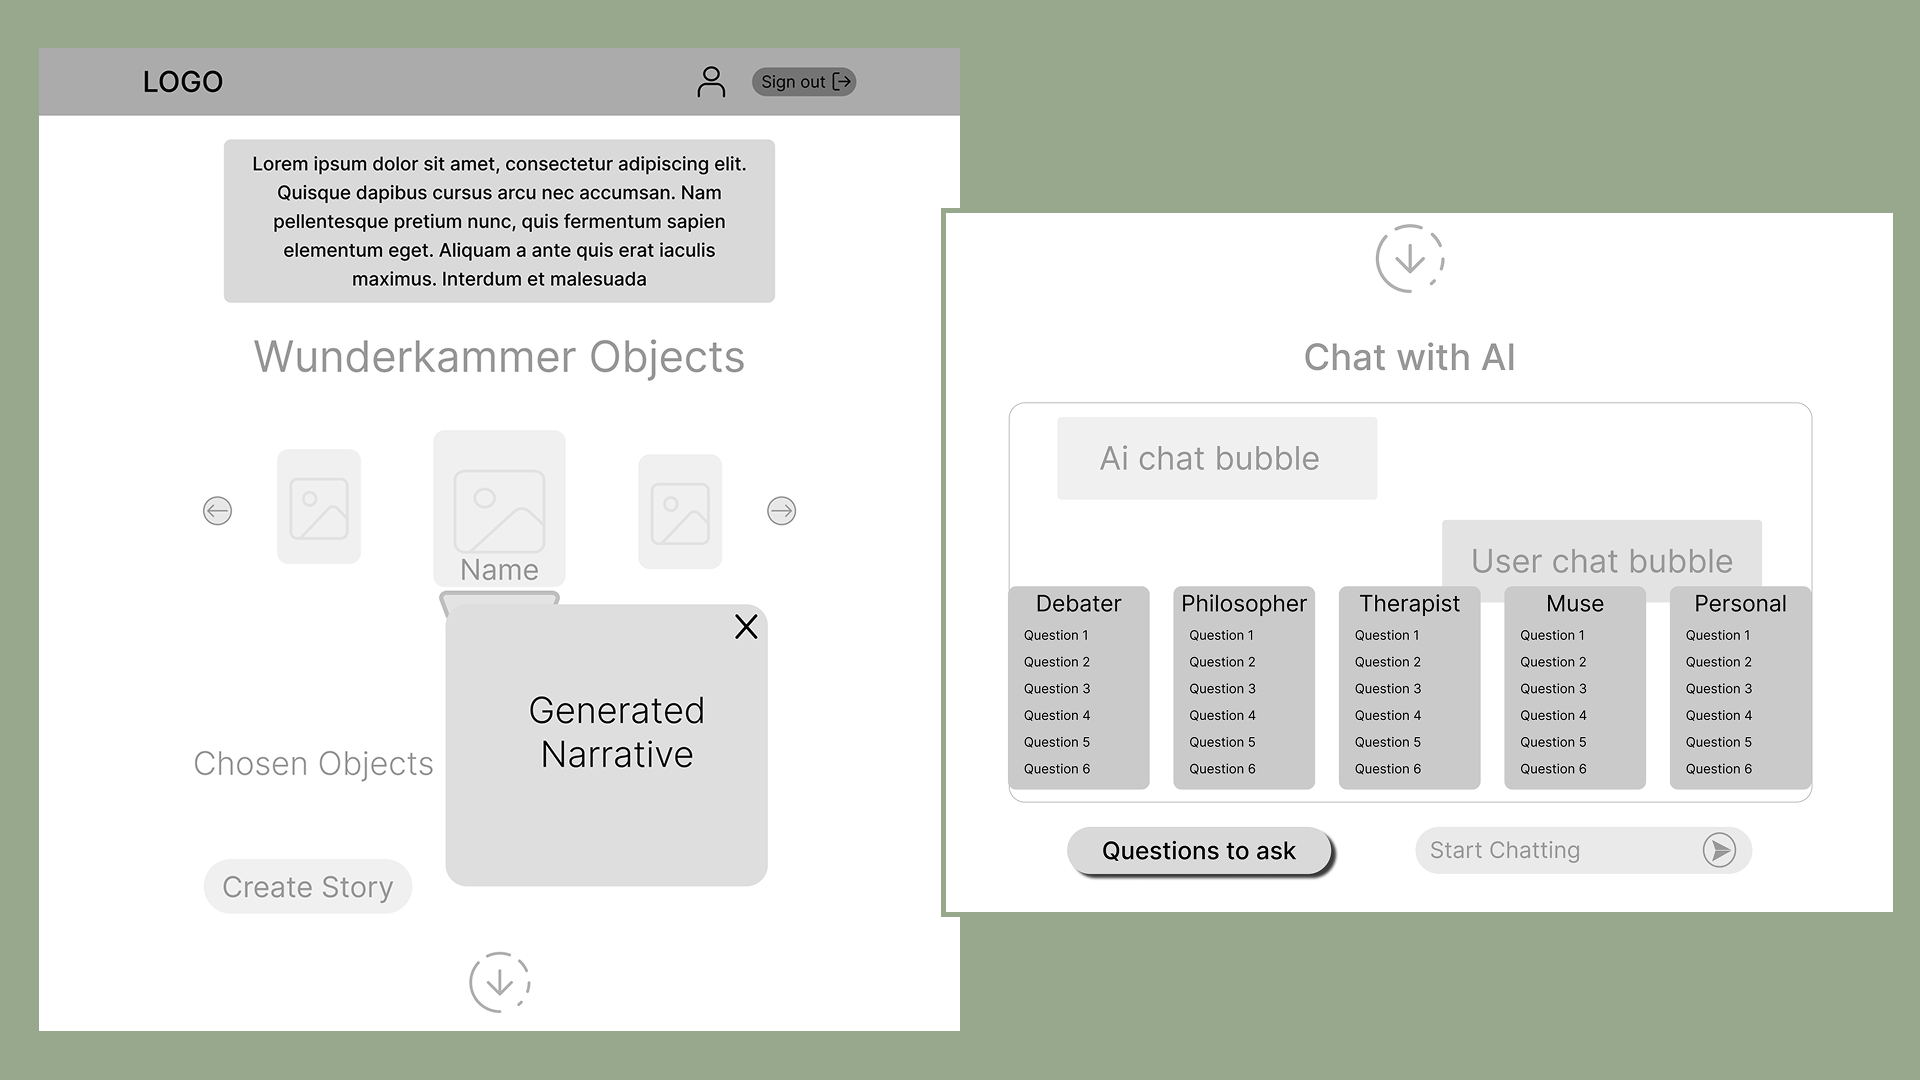 LOGO
Sign out
Lorem ipsum dolor sit amet, consectetur adipiscing elit.
Quisque dapibus cursus arcu nec accumsan. Nam
pellentesque pretium nunc, quis fermentum sapien
elementum eget. Aliquam a ante quis erat iaculis
maximus. Interdum et malesuada
Wunderkammer Objects
Name
X
Generated
Narrative
Chosen Objects
Create Story
Chat with AI
Ai chat bubble
User chat bubble
Debater
Question 1
Question 2
Question 3
Question 4
Question 5
Question 6
Philosopher
Question 1
Question 2
Question 3
Question 4
Question 5
Question 6
Therapist
Question 1
Question 2
Question 3
Question 4
Question 5
Question 6
Muse
Question 1
Question 2
Question 3
Question 4
Question 5
Question 6
Personal
Question 1
Question 2
Question 3
Question 4
Question 5
Question 6
Questions to ask
Start Chatting